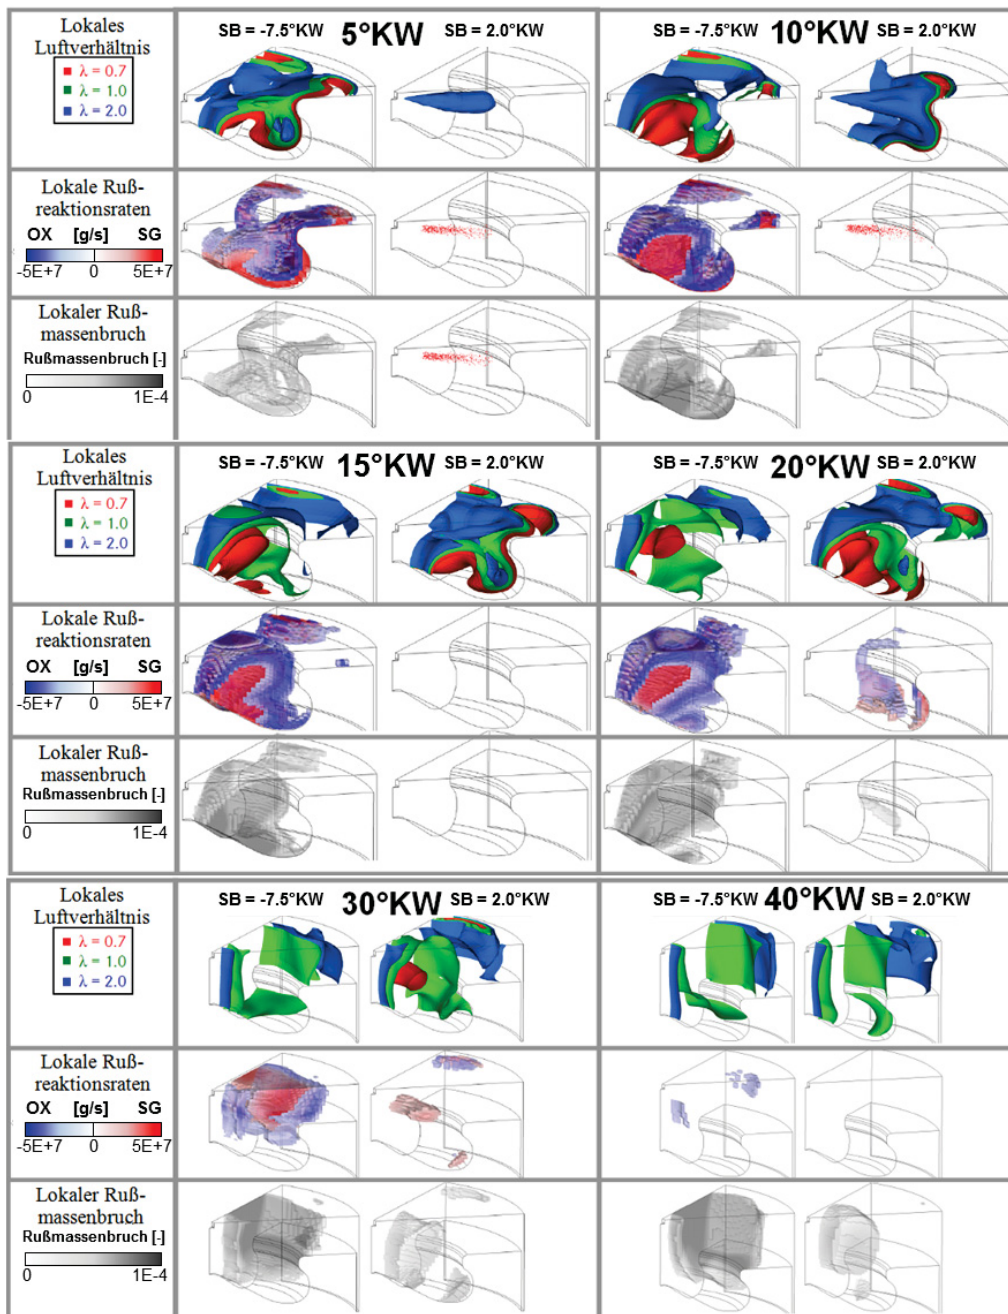 Lokales
Luftverhältnis
λ = 0.7
λ = 1.0
λ = 2.0
SB = -7.5°KW 5°KW SB = 2.0°KW
SB = -7.5°KW 10°KW SB = 2.0°KW
Lokale Ruß-
reaktionsraten
OX [g/s] SG
-5E+7 0 5E+7
Lokaler Ruß-
massenbruch
Rußmassenbruch [-]
0 1E-4
Lokales
Luftverhältnis
λ = 0.7
λ = 1.0
λ = 2.0
SB = -7.5°KW 15°KW SB = 2.0°KW
SB = -7.5°KW 20°KW SB = 2.0°KW
Lokale Ruß-
reaktionsraten
OX [g/s] SG
-5E+7 0 5E+7
Lokaler Ruß-
massenbruch
Rußmassenbruch [-]
0 1E-4
Lokales
Luftverhältnis
λ = 0.7
λ = 1.0
λ = 2.0
SB = -7.5°KW 30°KW SB = 2.0°KW
SB = -7.5°KW 40°KW SB = 2.0°KW
Lokale Ruß-
reaktionsraten
OX [g/s] SG
-5E+7 0 5E+7
Lokaler Ruß-
massenbruch
Rußmassenbruch [-]
0 1E-4